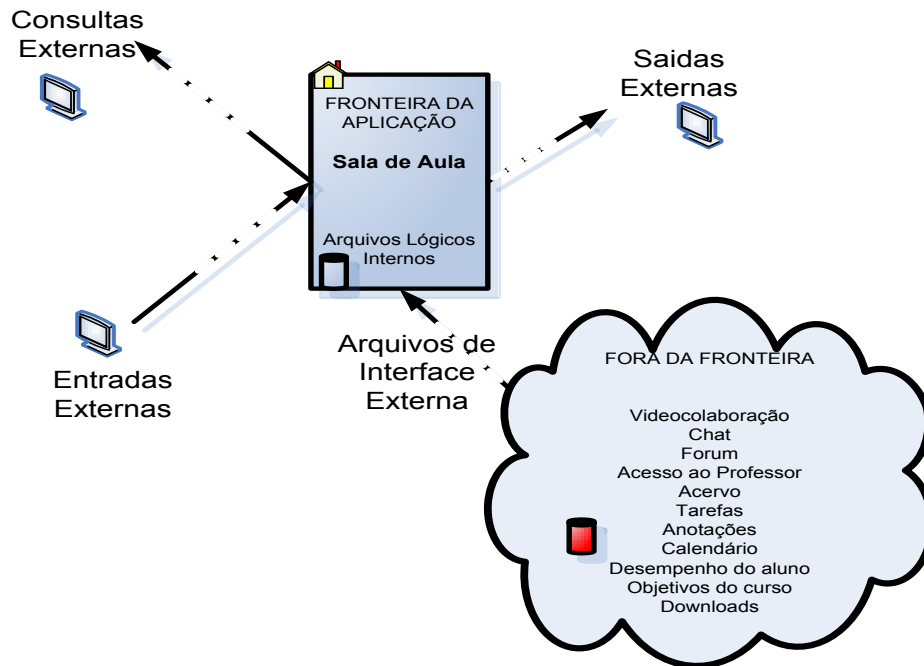 Consultas
Externas
FRONTEIRA DA
APLICAÇÃO
Sala de Aula
Arquivos Lógicos
Internos
Saidas
Externas
Entradas
Externas
Arquivos de
Interface
Externa
FORA DA FRONTEIRA
Videocolaboração
Chat
Forum
Acesso ao Professor
Acervo
Tarefas
Anotações
Calendário
Desempenho do aluno
Objetivos do curso
Downloads